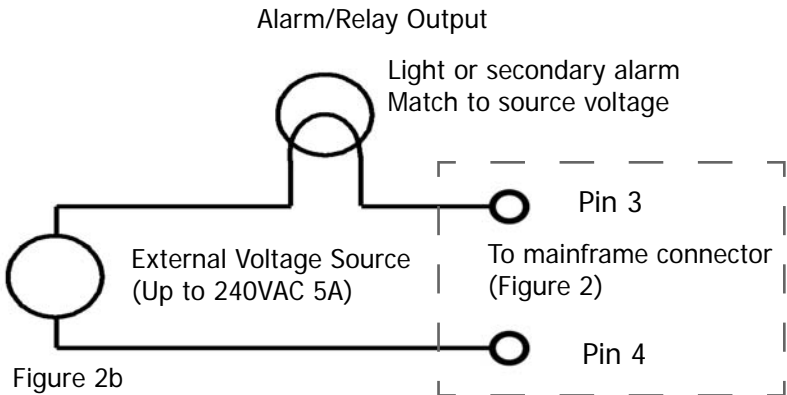 Alarm/Relay Output
Light or secondary alarm
Match to source voltage
Pin 3
External Voltage Source
(Up to 240VAC 5A)
To mainframe connector
(Figure 2)
Pin 4
Figure 2b